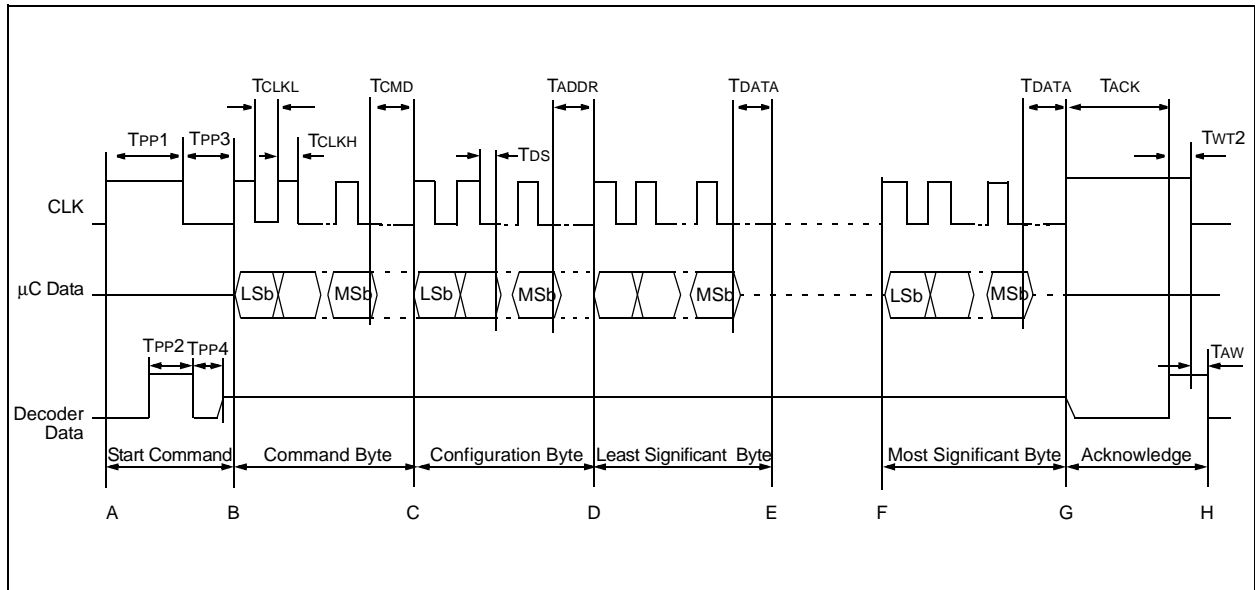 TCLKL TCMD TADDR TDATA TDATA TACK
TPP1 TPP3 TCLKH TDS TWT2
CLK
µC Data LSb MSb LSb MSb MSb LSb MSb
TPP2 TPP4 TAW
Decoder
Data
Start Command Command Byte Configuration Byte Least Significant Byte Most Significant Byte Acknowledge
A B C D E F G H